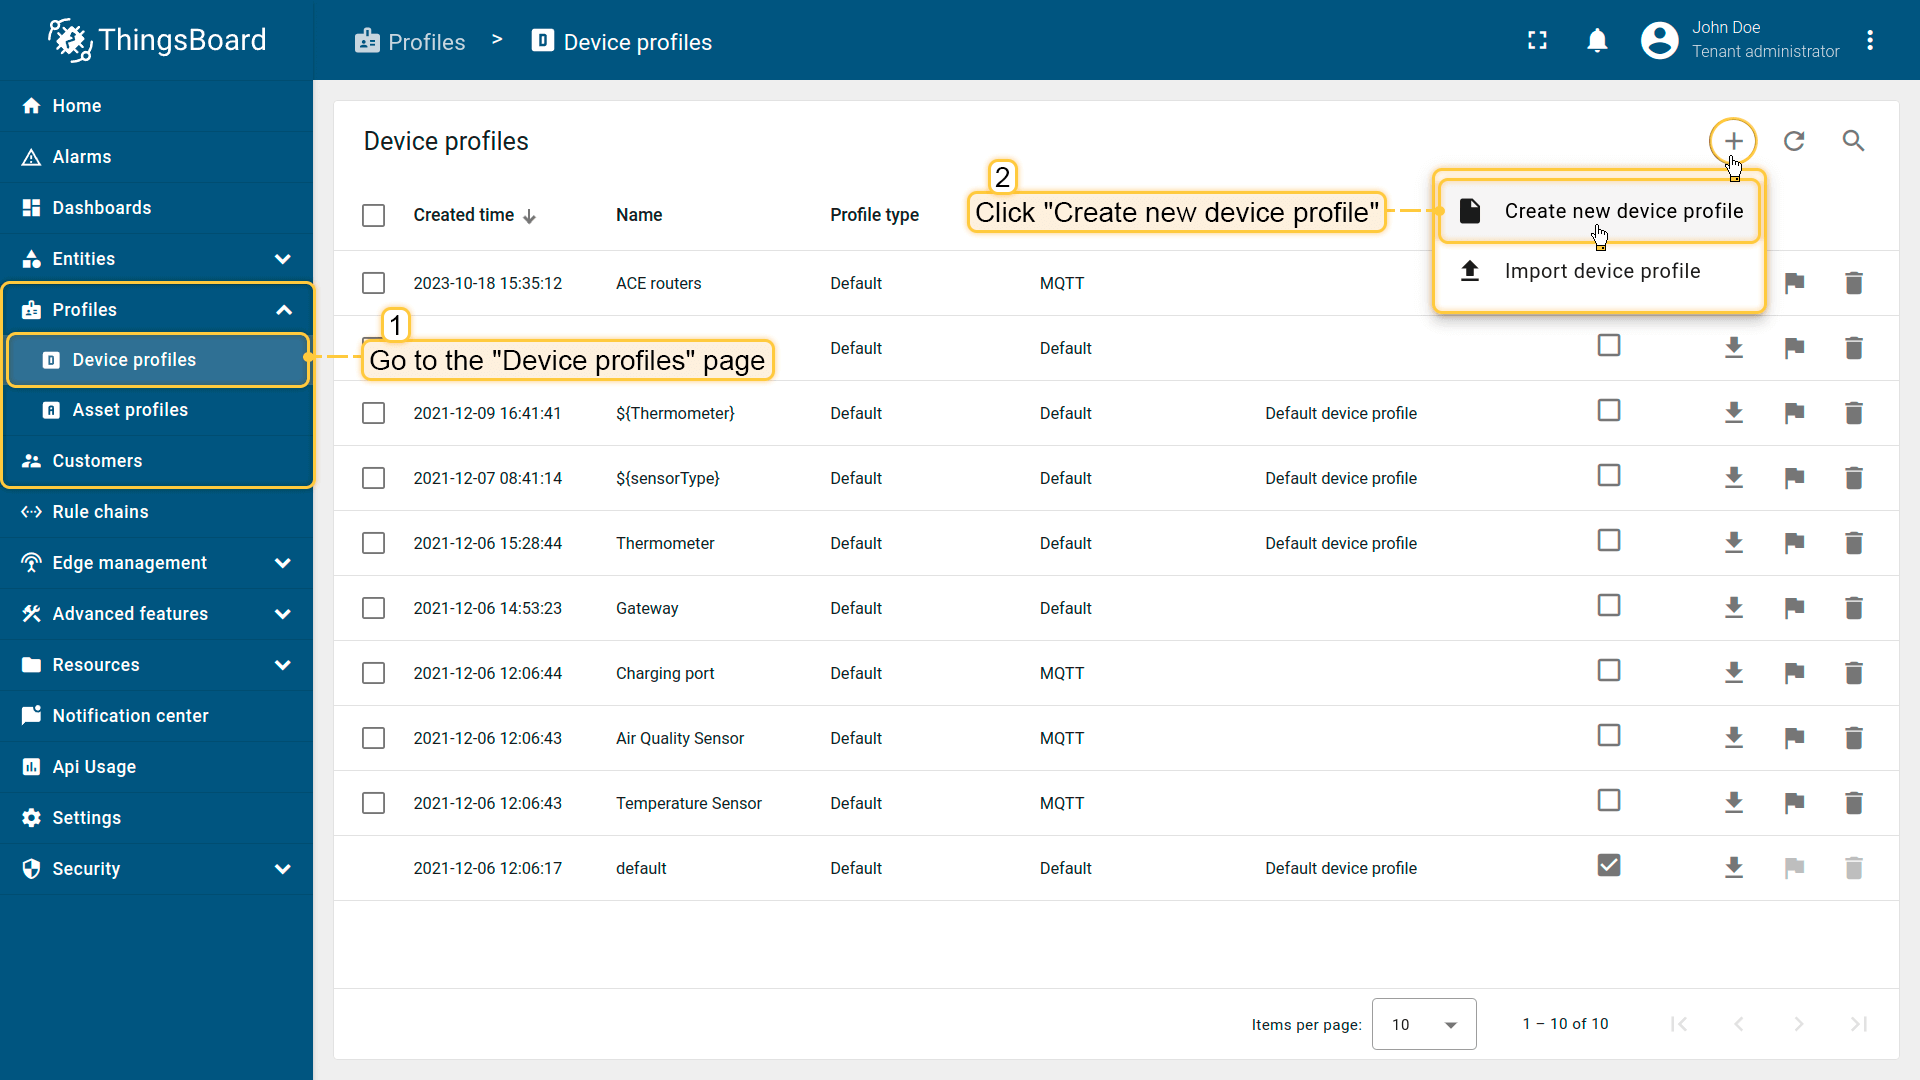 ThingsBoard
Profiles > Device profiles
John Doe
Tenant administrator
Home
Alarms
Dashboards
Entities
Profiles
Device profiles
Asset profiles
Customers
Rule chains
Edge management
Advanced features
Resources
Notification center
Api Usage
Settings
Security
Device profiles
1
Go to the "Device profiles" page
2
Click "Create new device profile"
Create new device profile
Import device profile
Created time Name Profile type
2023-10-18 15:35:12 ACE routers Default MQTT
Default Default
2021-12-09 16:41:41 ${Thermometer} Default Default Default device profile
2021-12-07 08:41:14 ${sensorType} Default Default Default device profile
2021-12-06 15:28:44 Thermometer Default Default Default device profile
2021-12-06 14:53:23 Gateway Default Default
2021-12-06 12:06:44 Charging port Default MQTT
2021-12-06 12:06:43 Air Quality Sensor Default MQTT
2021-12-06 12:06:43 Temperature Sensor Default MQTT
2021-12-06 12:06:17 default Default Default Default device profile
Items per page: 10 1 – 10 of 10